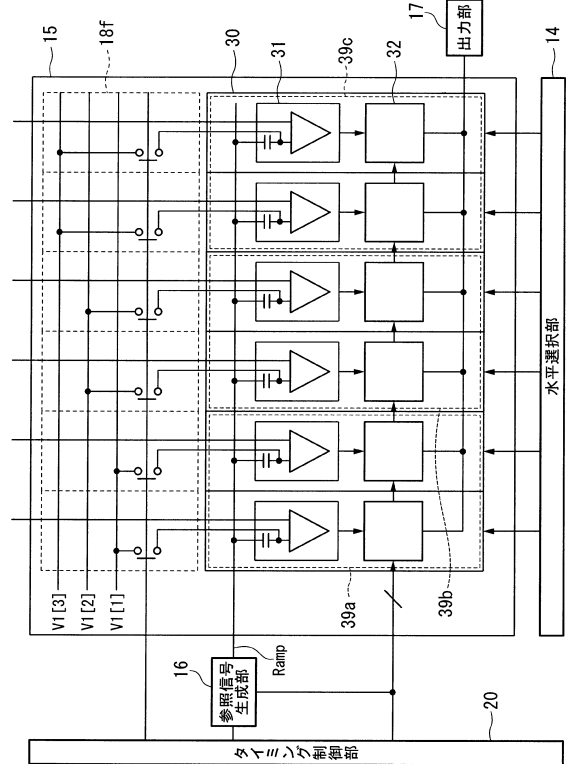 15
18f
30
31
39c
32
17
出力部
14
水平選択部
V1[3]
V1[2]
V1[1]
39a
39b
16
参照信号
生成部
Ramp
20
タイミング制御部